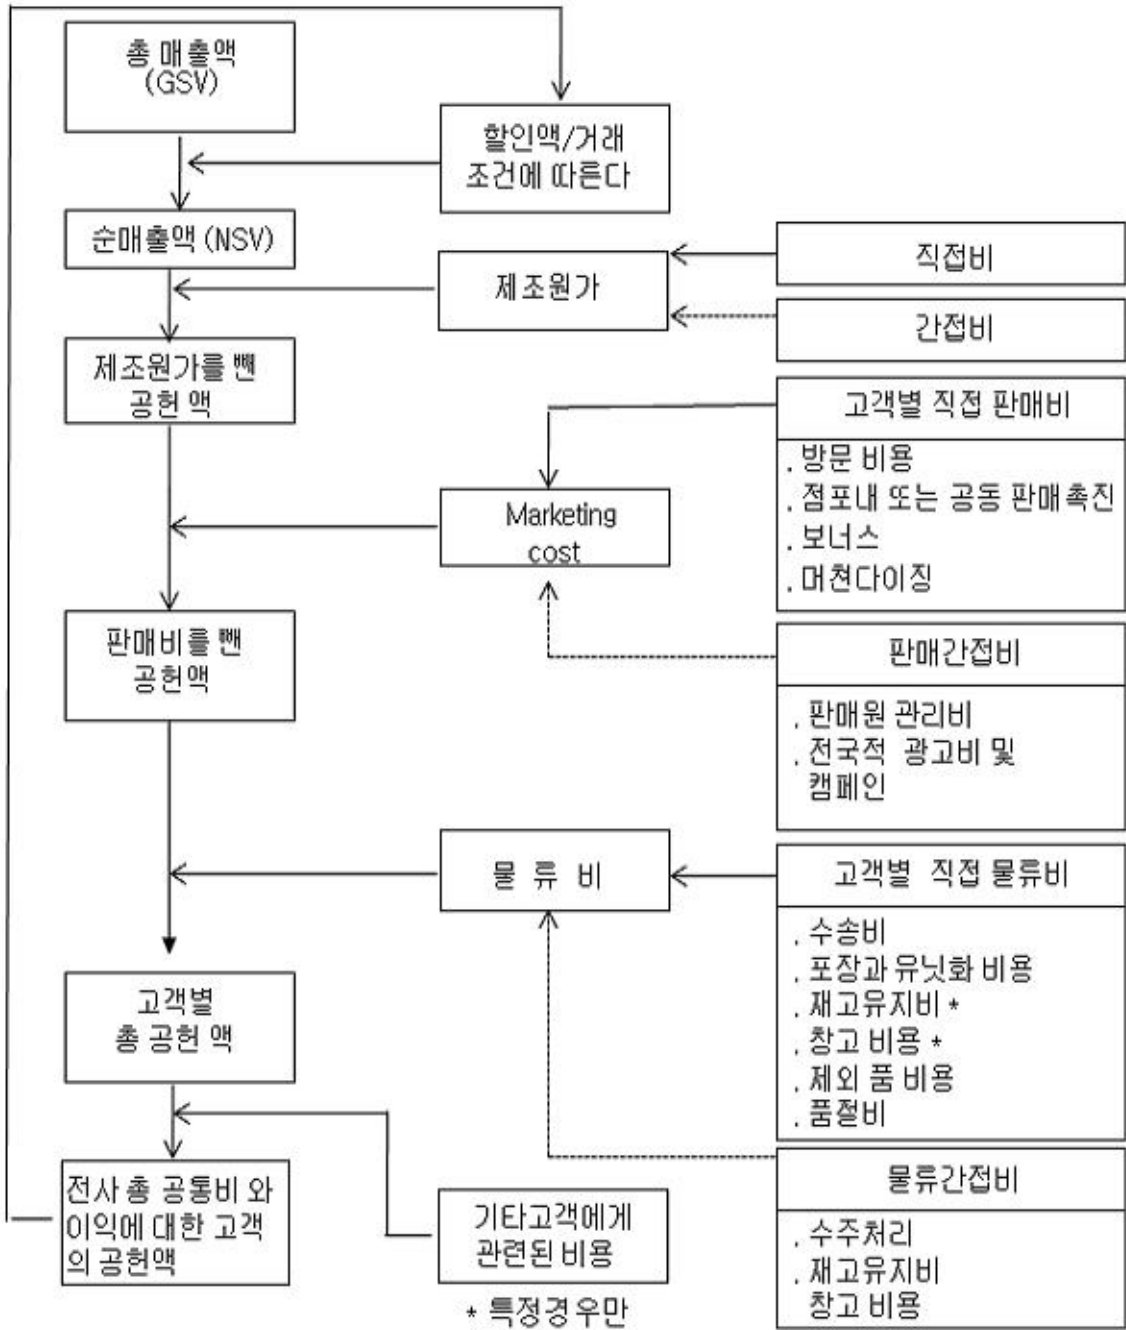 총 매출액
(GSV)
할인액/거래
조건에 따른다
순매출액 (NSV)
제조원가
직접비
간접비
제조원가를 뺀
공헌 액
고객별 직접 판매비
. 방문 비용
. 점포내 또는 공동 판매촉진
. 보너스
. 머천다이징
Marketing
cost
판매비를 뺀
공헌액
판매간접비
. 판매원 관리비
. 전국적 광고비 및
캠페인
물 류 비
고객별 직접 물류비
. 수송비
. 포장과 유닛화 비용
. 재고유지비 *
. 창고 비용 *
. 제외 품 비용
. 품절비
고객별
총 공헌 액
전사 총 공통비 와
이익에 대한 고객
의 공헌액
기타고객에게
관련된 비용
* 특정경우만
물류간접비
. 수주처리
. 재고유지비
창고 비용